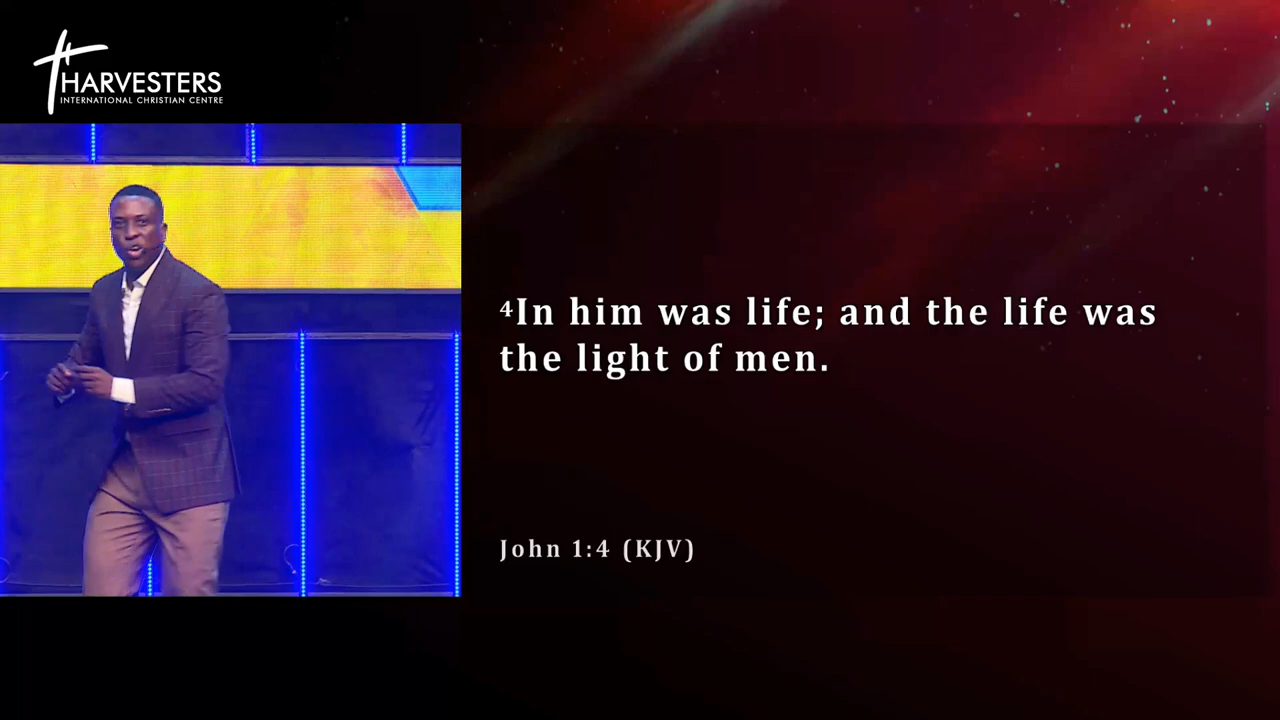 HARVESTERS
INTERNATIONAL CHRISTIAN CENTRE
⁴In him was life; and the life was
the light of men.
John 1:4 (KJV)